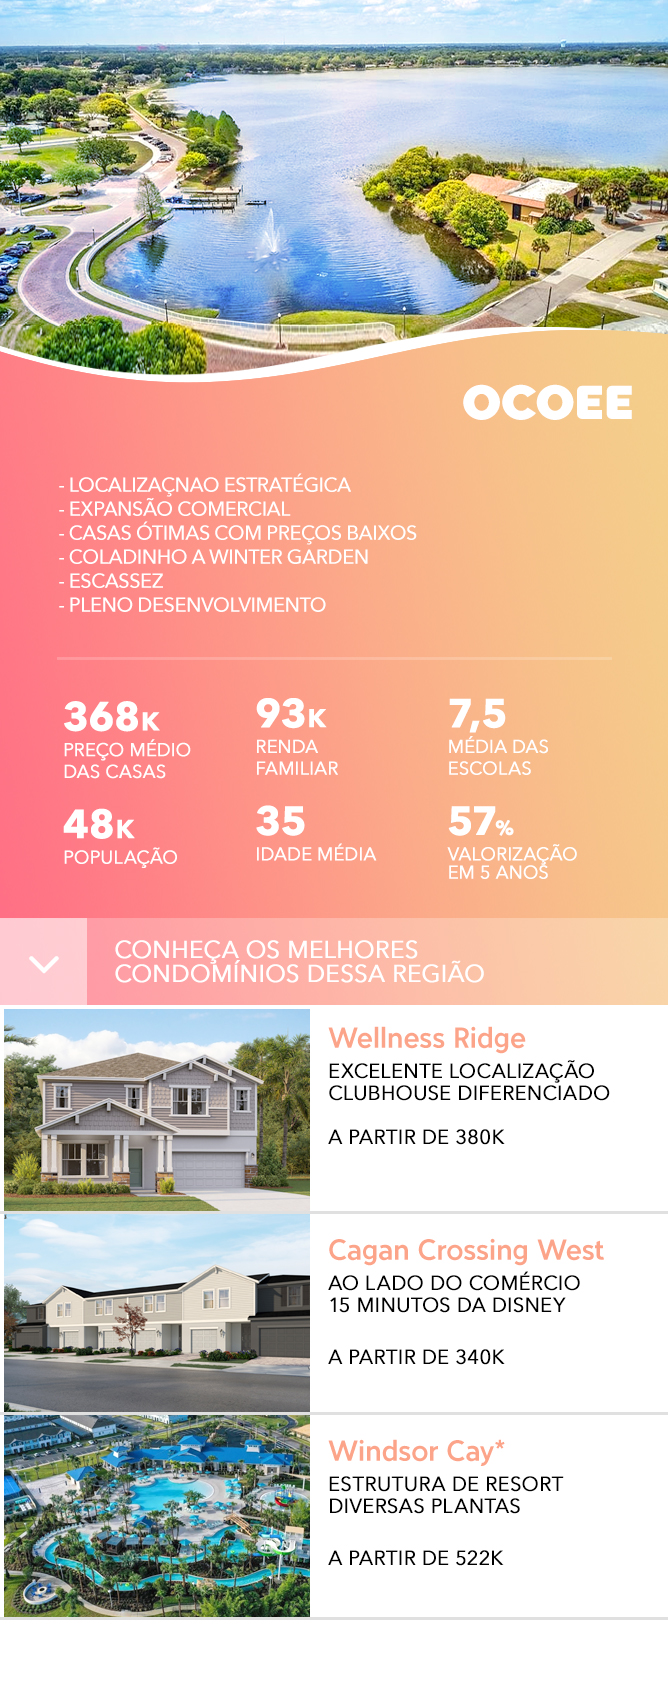 OCOEE
- LOCALIZAÇNAO ESTRATÉGICA
- EXPANSÃO COMERCIAL
- CASAS ÓTIMAS COM PREÇOS BAIXOS
- COLADINHO A WINTER GARDEN
- ESCASSEZ
- PLENO DESENVOLVIMENTO
368K
PREÇO MÉDIO
DAS CASAS
93K
RENDA
FAMILIAR
7,5
MÉDIA DAS
ESCOLAS
48K
POPULAÇÃO
35
IDADE MÉDIA
57%
VALORIZAÇÃO
EM 5 ANOS
CONHEÇA OS MELHORES
CONDOMÍNIOS DESSA REGIÃO
Wellness Ridge
EXCELENTE LOCALIZAÇÃO
CLUBHOUSE DIFERENCIADO
A PARTIR DE 380K
Cagan Crossing West
AO LADO DO COMÉRCIO
15 MINUTOS DA DISNEY
A PARTIR DE 340K
Windsor Cay*
ESTRUTURA DE RESORT
DIVERSAS PLANTAS
A PARTIR DE 522K